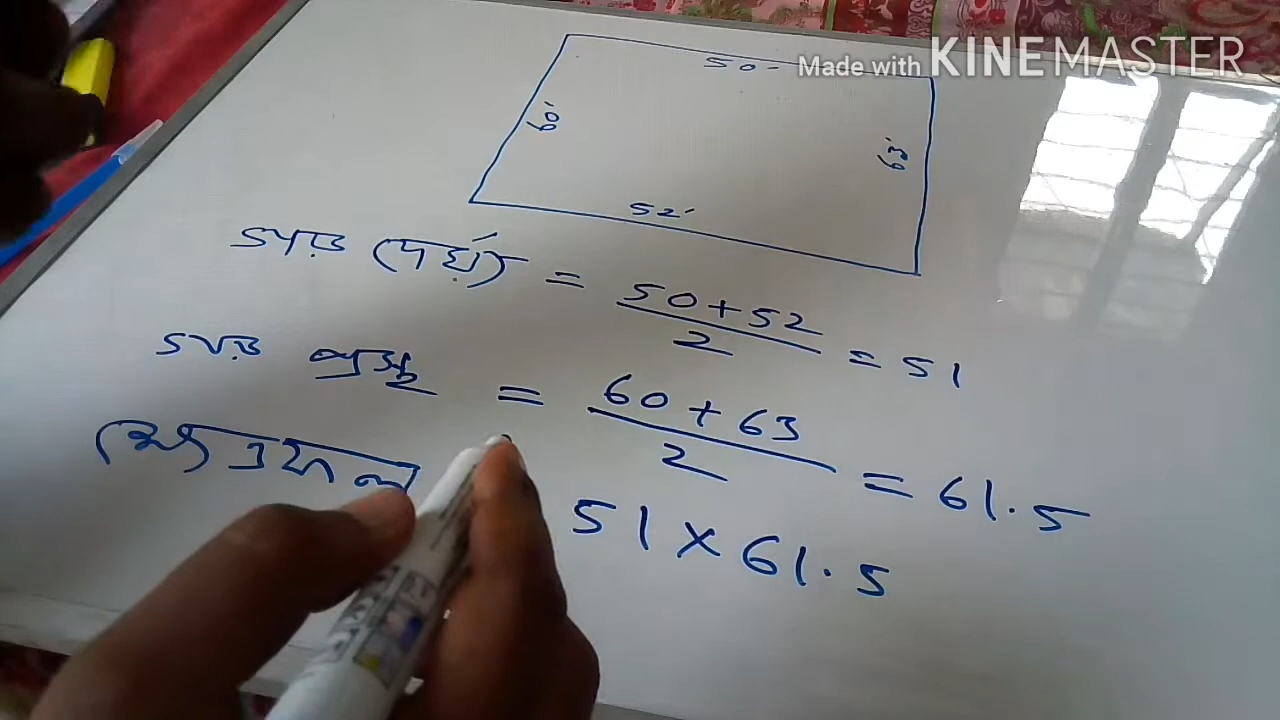 Made with KINEMASTER
50'
60'
63'
52'
গড় দৈর্ঘ্য = 50+52 / 2 = 51
গড় প্রস্থ = 60 + 63 / 2 = 61.5
51 × 61.5